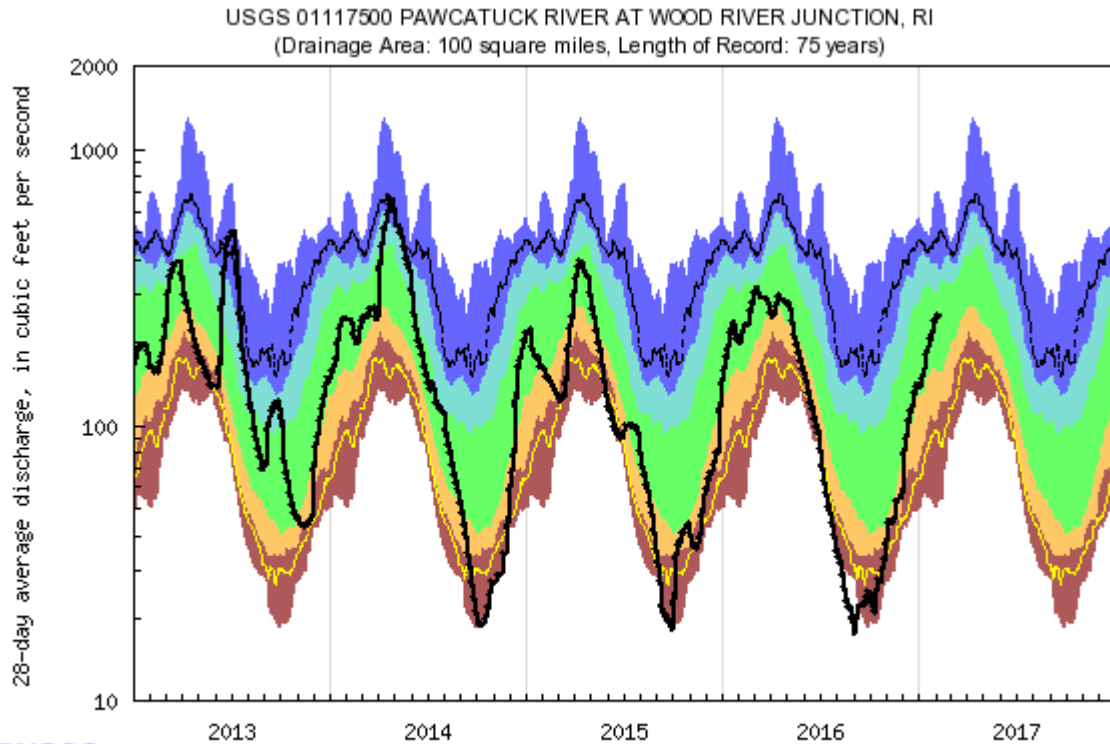 USGS 01117500 PAWCATUCK RIVER AT WOOD RIVER JUNCTION, RI
(Drainage Area: 100 square miles, Length of Record: 75 years)
28-day average discharge, in cubic feet per second
2000
1000
100
10
2013 2014 2015 2016 2017